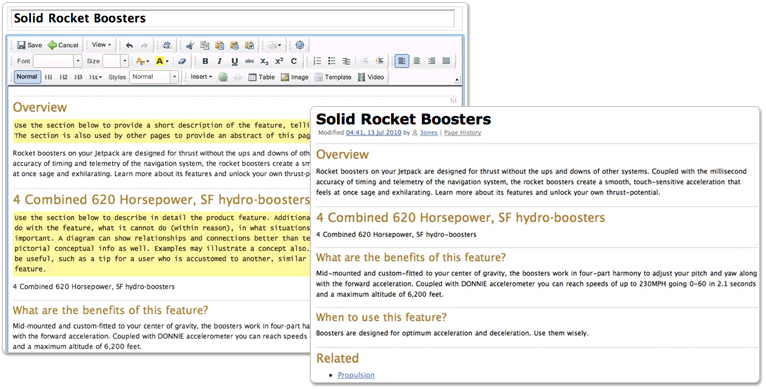 Solid Rocket Boosters
Save Cancel View
Font Size
B I U abc X₂ X² C
Normal H1 H2 H3 Hx Styles Normal Insert Table Image Template Video
h1
Overview
Use the section below to provide a short description of the feature, telli
The section is also used by other pages to provide an abstract of this pag
Rocket boosters on your Jetpack are designed for thrust without the ups and downs of other
accuracy of timing and telemetry of the navigation system, the rocket boosters create a sm
at once sage and exhilarating. Learn more about its features and unlock your own thrust-p
4 Combined 620 Horsepower, SF hydro-boosters
Use the section below to describe in detail the product feature. Additiona
do with the feature, what it cannot do (within reason), in what situations
important. A diagram can show relationships and connections better than te
pictorial conceptual info as well. Examples may illustrate a concept also.
be useful, such as a tip for a user who is accustomed to another, similar
feature.
4 Combined 620 Horsepower, SF hydro-boosters
What are the benefits of this feature?
Mid-mounted and custom-fitted to your center of gravity, the boosters work in four-part har
with the forward acceleration. Coupled with DONNIE accelerometer you can reach speeds
and a maximum altitude of 6,200 feet.
Solid Rocket Boosters
Modified 04:41, 13 Jul 2010 by Jones | Page History
Overview
Rocket boosters on your Jetpack are designed for thrust without the ups and downs of other systems. Coupled with the millisecond
accuracy of timing and telemetry of the navigation system, the rocket boosters create a smooth, touch-sensitive acceleration that
feels at once sage and exhilarating. Learn more about its features and unlock your own thrust-potential.
4 Combined 620 Horsepower, SF hydro-boosters
4 Combined 620 Horsepower, SF hydro-boosters
What are the benefits of this feature?
Mid-mounted and custom-fitted to your center of gravity, the boosters work in four-part harmony to adjust your pitch and yaw along
with the forward acceleration. Coupled with DONNIE accelerometer you can reach speeds of up to 230MPH going 0-60 in 2.1 seconds
and a maximum altitude of 6,200 feet.
When to use this feature?
Boosters are designed for optimum acceleration and deceleration. Use them wisely.
Related
Propulsion